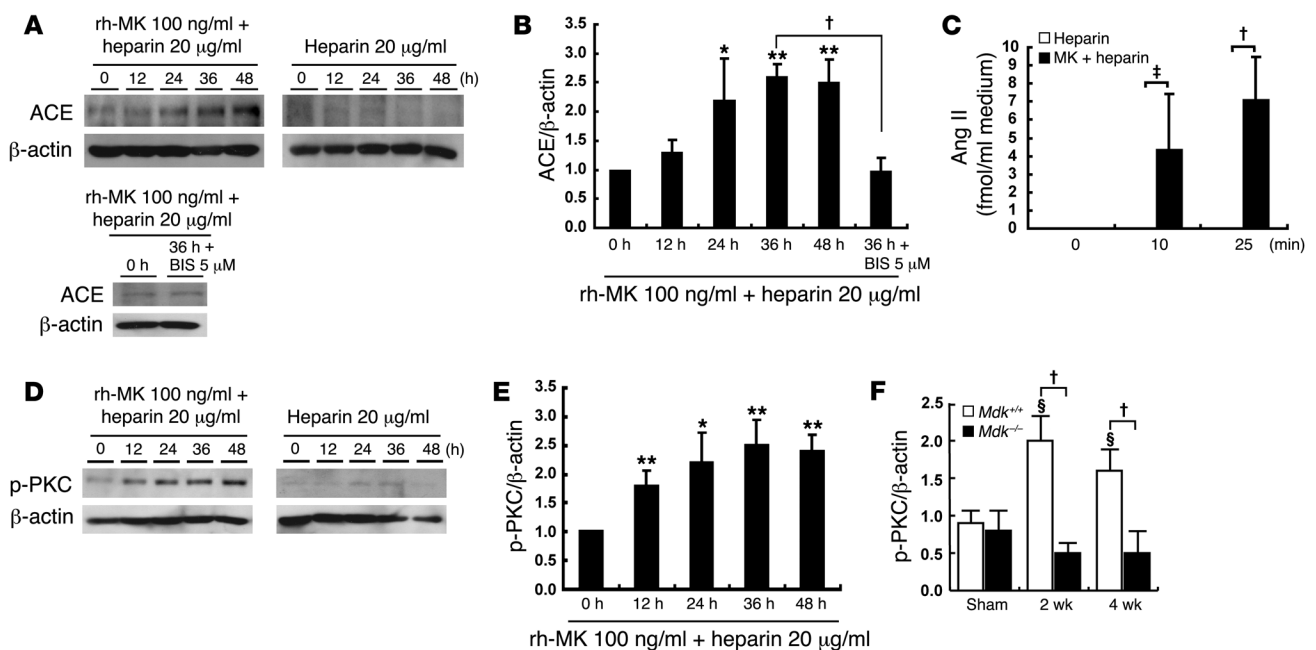 A
rh-MK 100 ng/ml +
heparin 20 μg/ml
Heparin 20 μg/ml
0 12 24 36 48 (h)
0 12 24 36 48 (h)
ACE
β-actin
rh-MK 100 ng/ml +
heparin 20 μg/ml
36 h +
0 h BIS 5 μM
ACE
β-actin
B
ACE/β-actin
3.5
3.0
2.5
2.0
1.5
1.0
0.5
0.0
* ** ** †
0 h 12 h 24 h 36 h 48 h 36 h +
BIS 5 μM
rh-MK 100 ng/ml + heparin 20 μg/ml
C
Heparin
MK + heparin
Ang II
(fmol/ml medium)
10
9
8
7
6
5
4
3
2
1
0
‡ †
0 10 25 (min)
D
rh-MK 100 ng/ml +
heparin 20 μg/ml
Heparin 20 μg/ml
0 12 24 36 48 (h)
0 12 24 36 48 (h)
p-PKC
β-actin
E
p-PKC/β-actin
3.5
3.0
2.5
2.0
1.5
1.0
0.5
0.0
** * ** **
0 h 12 h 24 h 36 h 48 h
rh-MK 100 ng/ml + heparin 20 μg/ml
F
Mdk+/+
Mdk–/–
p-PKC/β-actin
2.5
2.0
1.5
1.0
0.5
0.0
§ † § †
Sham 2 wk 4 wk